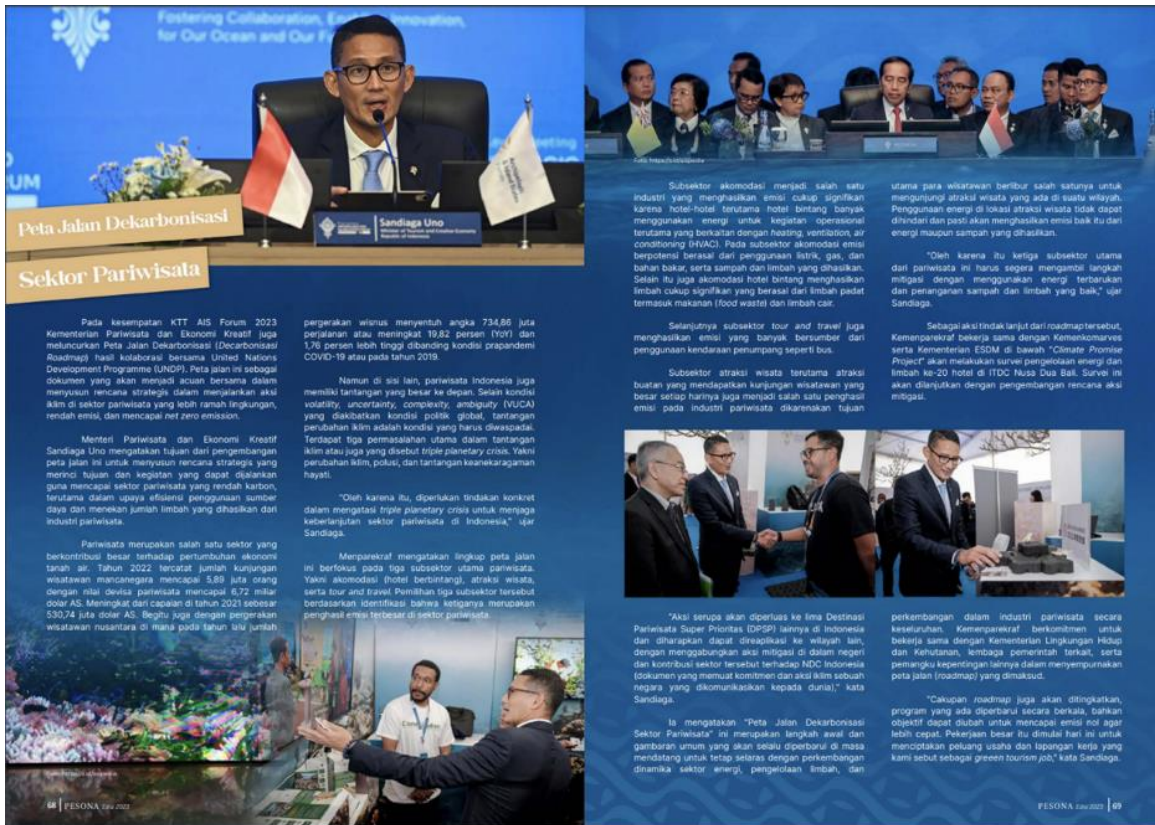 Fostering Collaboration, Enabling Innovation,
for Our Ocean and Our
Sandiaga Uno
Minister of Tourism and Creative Economy
Republic of Indonesia
Peta Jalan Dekarbonisasi
Sektor Pariwisata
Pada kesempatan KTT AIS Forum 2023
Kementerian Pariwisata dan Ekonomi Kreatif juga
meluncurkan Peta Jalan Dekarbonisasi (Decarbonisasi
Roadmap) hasil kolaborasi bersama United Nations
Development Programme (UNDP). Peta jalan ini sebagai
dokumen yang akan menjadi acuan bersama dalam
menyusun rencana strategis dalam menjalankan aksi
iklim di sektor pariwisata yang lebih ramah lingkungan,
rendah emisi, dan mencapai net zero emission.
Menteri Pariwisata dan Ekonomi Kreatif
Sandiaga Uno mengatakan tujuan dari pengembangan
peta jalan ini untuk menyusun rencana strategis yang
merinci tujuan dan kegiatan yang dapat dijalankan
guna mencapai sektor pariwisata yang rendah karbon,
terutama dalam upaya efisiensi penggunaan sumber
daya dan menekan jumlah limbah yang dihasilkan dari
industri pariwisata.
Pariwisata merupakan salah satu sektor yang
berkontribusi besar terhadap pertumbuhan ekonomi
tanah air. Tahun 2022 tercatat jumlah kunjungan
wisatawan mancanegara mencapai 5,89 juta orang
dengan nilai devisa pariwisata mencapai 6,72 miliar
dolar AS. Meningkat dari capaian di tahun 2021 sebesar
530,74 juta dolar AS. Begitu juga dengan pergerakan
wisatawan nusantara di mana pada tahun lalu jumlah
pergerakan wisnus menyentuh angka 734,86 juta
perjalanan atau meningkat 19,82 persen (YoY) dan
1,76 persen lebih tinggi dibanding kondisi prapandemi
COVID-19 atau pada tahun 2019.
Namun di sisi lain, pariwisata Indonesia juga
memiliki tantangan yang besar ke depan. Selain kondisi
volatility, uncertainty, complexity, ambiguity (VUCA)
yang diakibatkan kondisi politik global, tantangan
perubahan iklim adalah kondisi yang harus diwaspadai.
Terdapat tiga permasalahan utama dalam tantangan
iklim atau juga yang disebut triple planetary crisis. Yakni
perubahan iklim, polusi, dan tantangan keanekaragaman
hayati.
"Oleh karena itu, diperlukan tindakan konkret
dalam mengatasi triple planetary crisis untuk menjaga
keberlanjutan sektor pariwisata di Indonesia," ujar
Sandiaga.
Menparekraf mengatakan lingkup peta jalan
ini berfokus pada tiga subsektor utama pariwisata.
Yakni akomodasi (hotel berbintang), atraksi wisata,
serta tour and travel. Pemilihan tiga subsektor tersebut
berdasarkan identifikasi bahwa ketiganya merupakan
penghasil emisi terbesar di sektor pariwisata.
68 | PESONA Edisi 2023
Subsektor akomodasi menjadi salah satu
industri yang menghasilkan emisi cukup signifikan
karena hotel-hotel terutama hotel bintang banyak
menggunakan energi untuk kegiatan operasional
terutama yang berkaitan dengan heating, ventilation, air
conditioning (HVAC). Pada subsektor akomodasi emisi
berpotensi berasal dari penggunaan listrik, gas, dan
bahan bakar, serta sampah dan limbah yang dihasilkan.
Selain itu juga akomodasi hotel bintang menghasilkan
limbah cukup signifikan yang berasal dari limbah padat
termasuk makanan (food waste) dan limbah cair.
Selanjutnya subsektor tour and travel juga
menghasilkan emisi yang banyak bersumber dari
penggunaan kendaraan penumpang seperti bus.
Subsektor atraksi wisata terutama atraksi
buatan yang mendapatkan kunjungan wisatawan yang
besar setiap harinya juga menjadi salah satu penghasil
emisi pada industri pariwisata dikarenakan tujuan
utama para wisatawan berlibur salah satunya untuk
mengunjungi atraksi wisata yang ada di suatu wilayah.
Penggunaan energi di lokasi atraksi wisata tidak dapat
dihindari dan pasti akan menghasilkan emisi baik itu dari
energi maupun sampah yang dihasilkan.
"Oleh karena itu ketiga subsektor utama
dari pariwisata ini harus segera mengambil langkah
mitigasi dengan menggunakan energi terbarukan
dan penanganan sampah dan limbah yang baik," ujar
Sandiaga.
Sebagai aksi tindak lanjut dari roadmap tersebut,
Kemenparekraf bekerja sama dengan Kemenkomarves
serta Kementerian ESDM di bawah "Climate Promise
Project" akan melakukan survei pengelolaan energi dan
limbah ke-20 hotel di ITDC Nusa Dua Bali. Survei ini
akan dilanjutkan dengan pengembangan rencana aksi
mitigasi.
"Aksi serupa akan diperluas ke lima Destinasi
Pariwisata Super Prioritas (DPSP) lainnya di Indonesia
dan diharapkan dapat direaplikasi ke wilayah lain,
dengan menggabungkan aksi mitigasi di dalam negeri
dan kontribusi sektor tersebut terhadap NDC Indonesia
(dokumen yang memuat komitmen dan aksi iklim sebuah
negara yang dikomunikasikan kepada dunia)," kata
Sandiaga.
Ia mengatakan "Peta Jalan Dekarbonisasi
Sektor Pariwisata" ini merupakan langkah awal dan
gambaran umum yang akan selalu diperbarui di masa
mendatang untuk tetap selaras dengan perkembangan
dinamika sektor energi, pengelolaan limbah, dan
perkembangan dalam industri pariwisata secara
keseluruhan. Kemenparekraf berkomitmen untuk
bekerja sama dengan Kementerian Lingkungan Hidup
dan Kehutanan, lembaga pemerintah terkait, serta
pemangku kepentingan lainnya dalam menyempurnakan
peta jalan (roadmap) yang dimaksud.
"Cakupan roadmap juga akan ditingkatkan,
program yang ada diperbarui secara berkala, bahkan
objektif dapat diubah untuk mencapai emisi nol agar
lebih cepat. Pekerjaan besar itu dimulai hari ini untuk
menciptakan peluang usaha dan lapangan kerja yang
kami sebut sebagai greeen tourism job," kata Sandiaga.
PESONA Edisi 2023 | 69